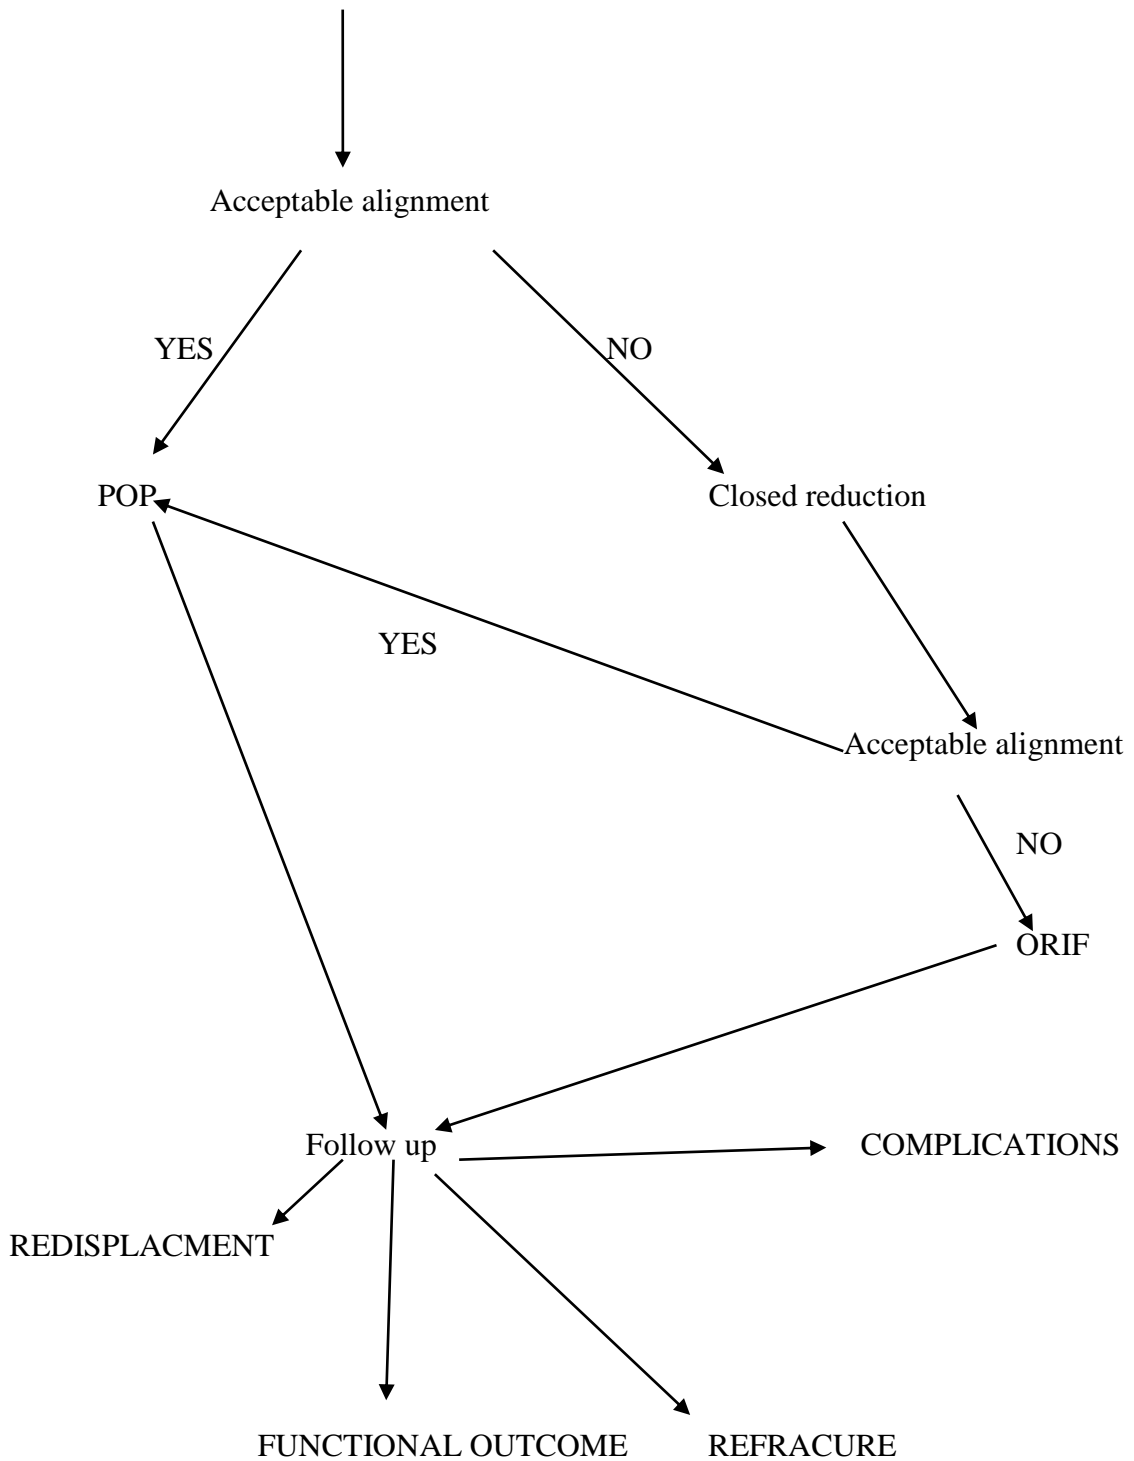 Acceptable alignment
YES
NO
POP
Closed reduction
YES
Acceptable alignment
NO
ORIF
Follow up
COMPLICATIONS
REDISPLACMENT
FUNCTIONAL OUTCOME
REFRACURE